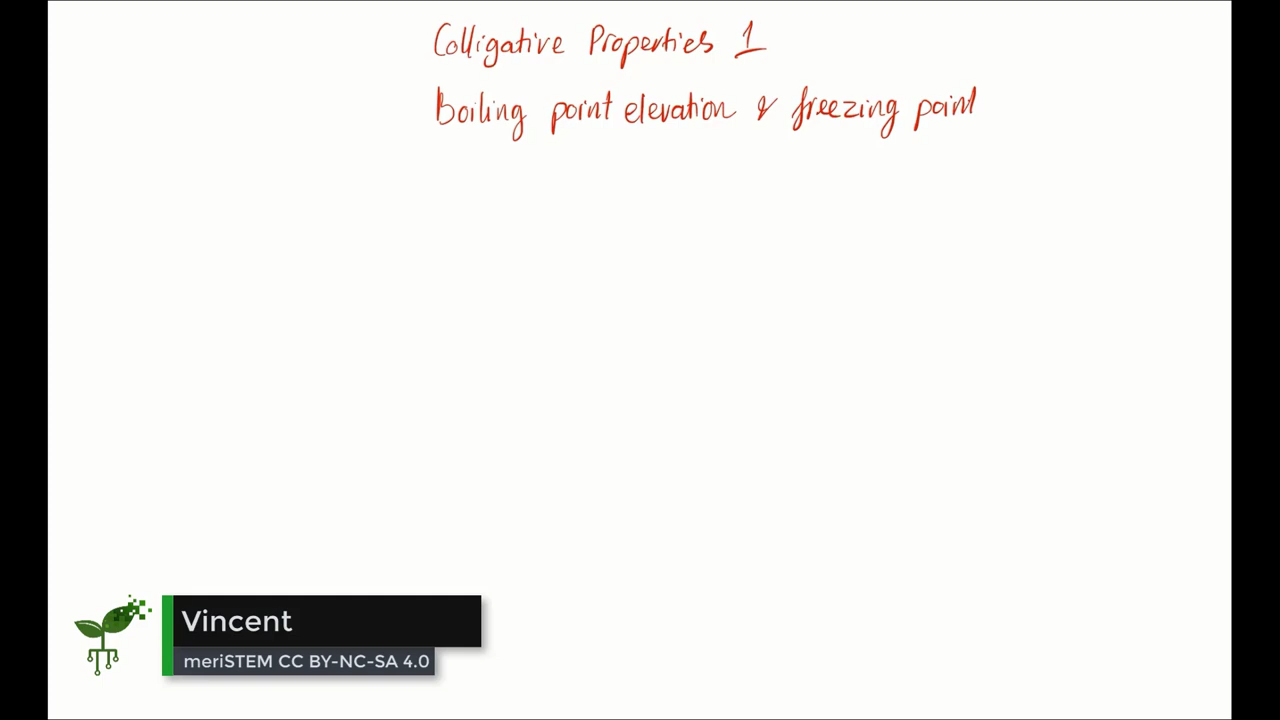 Colligative Properties 1
Boiling point elevation & freezing point
Vincent
meriSTEM CC BY-NC-SA 4.0